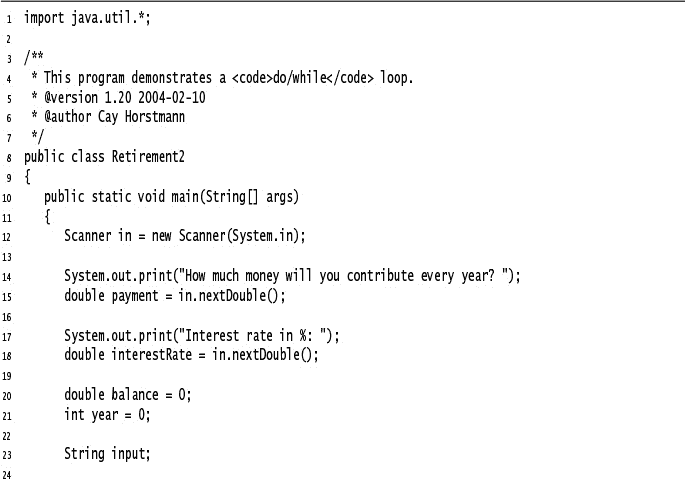 1 import java.util.*;
2
3 /**
4  * This program demonstrates a <code>do/while</code> loop.
5  * @version 1.20 2004-02-10
6  * @author Cay Horstmann
7  */
8 public class Retirement2
9 {
10    public static void main(String[] args)
11    {
12       Scanner in = new Scanner(System.in);
13
14       System.out.print("How much money will you contribute every year? ");
15       double payment = in.nextDouble();
16
17       System.out.print("Interest rate in %: ");
18       double interestRate = in.nextDouble();
19
20       double balance = 0;
21       int year = 0;
22
23       String input;
24